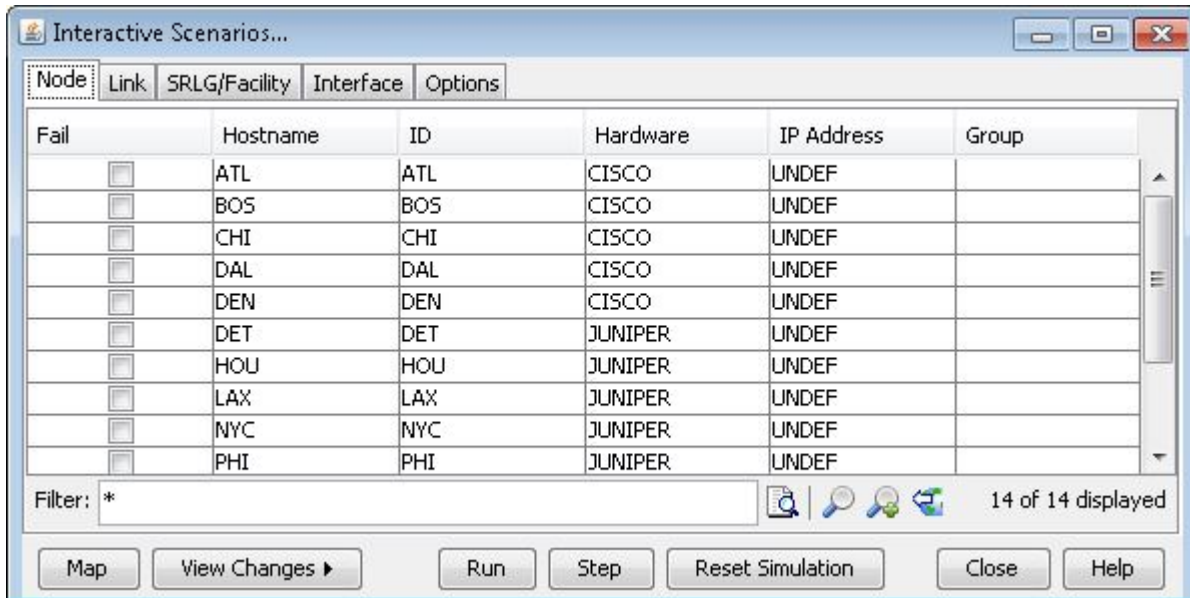 Interactive Scenarios...
Node Link SRLG/Facility Interface Options
Fail Hostname ID Hardware IP Address Group
ATL ATL CISCO UNDEF
BOS BOS CISCO UNDEF
CHI CHI CISCO UNDEF
DAL DAL CISCO UNDEF
DEN DEN CISCO UNDEF
DET DET JUNIPER UNDEF
HOU HOU JUNIPER UNDEF
LAX LAX JUNIPER UNDEF
NYC NYC JUNIPER UNDEF
PHI PHI JUNIPER UNDEF
Filter: * 14 of 14 displayed
Map View Changes Run Step Reset Simulation Close Help